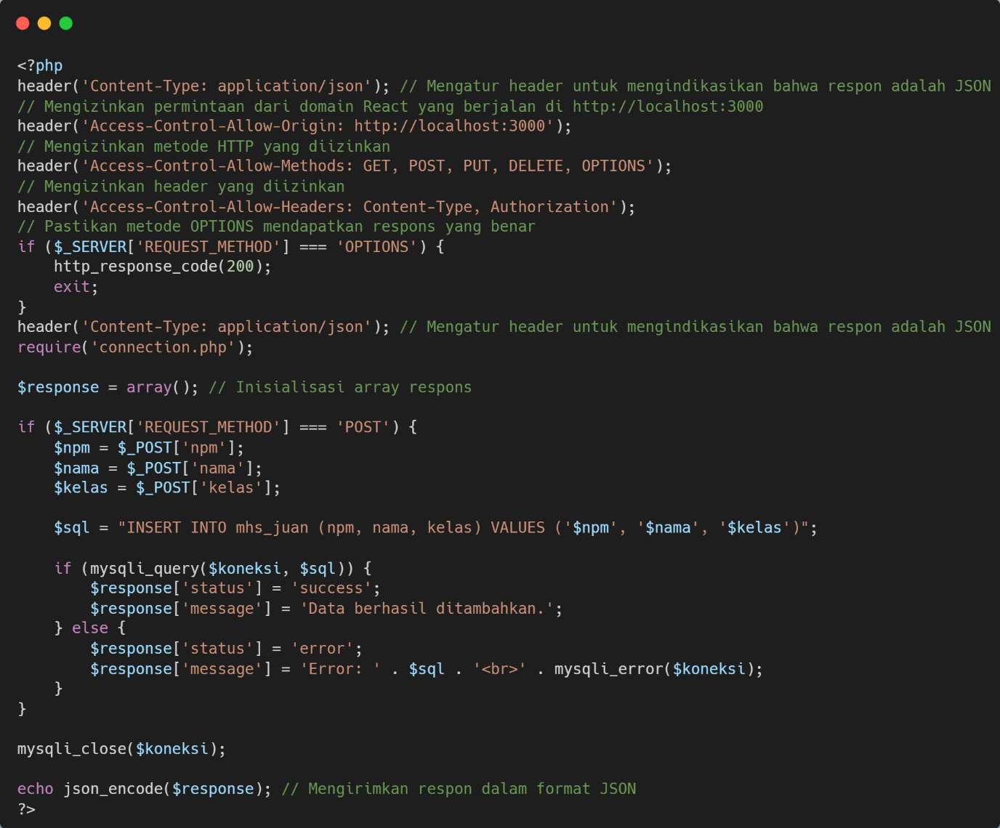 <?php
header('Content-Type: application/json'); // Mengatur header untuk mengindikasikan bahwa respon adalah JSON
// Mengizinkan permintaan dari domain React yang berjalan di http://localhost:3000
header('Access-Control-Allow-Origin: http://localhost:3000');
// Mengizinkan metode HTTP yang diizinkan
header('Access-Control-Allow-Methods: GET, POST, PUT, DELETE, OPTIONS');
// Mengizinkan header yang diizinkan
header('Access-Control-Allow-Headers: Content-Type, Authorization');
// Pastikan metode OPTIONS mendapatkan respons yang benar
if ($_SERVER['REQUEST_METHOD'] === 'OPTIONS') {
    http_response_code(200);
    exit;
}
header('Content-Type: application/json'); // Mengatur header untuk mengindikasikan bahwa respon adalah JSON
require('connection.php');

$response = array(); // Inisialisasi array respons

if ($_SERVER['REQUEST_METHOD'] === 'POST') {
    $npm = $_POST['npm'];
    $nama = $_POST['nama'];
    $kelas = $_POST['kelas'];

    $sql = "INSERT INTO mhs_juan (npm, nama, kelas) VALUES ('$npm', '$nama', '$kelas')";

    if (mysqli_query($koneksi, $sql)) {
        $response['status'] = 'success';
        $response['message'] = 'Data berhasil ditambahkan.';
    } else {
        $response['status'] = 'error';
        $response['message'] = 'Error: ' . $sql . '<br>' . mysqli_error($koneksi);
    }
}

mysqli_close($koneksi);

echo json_encode($response); // Mengirimkan respon dalam format JSON
?>